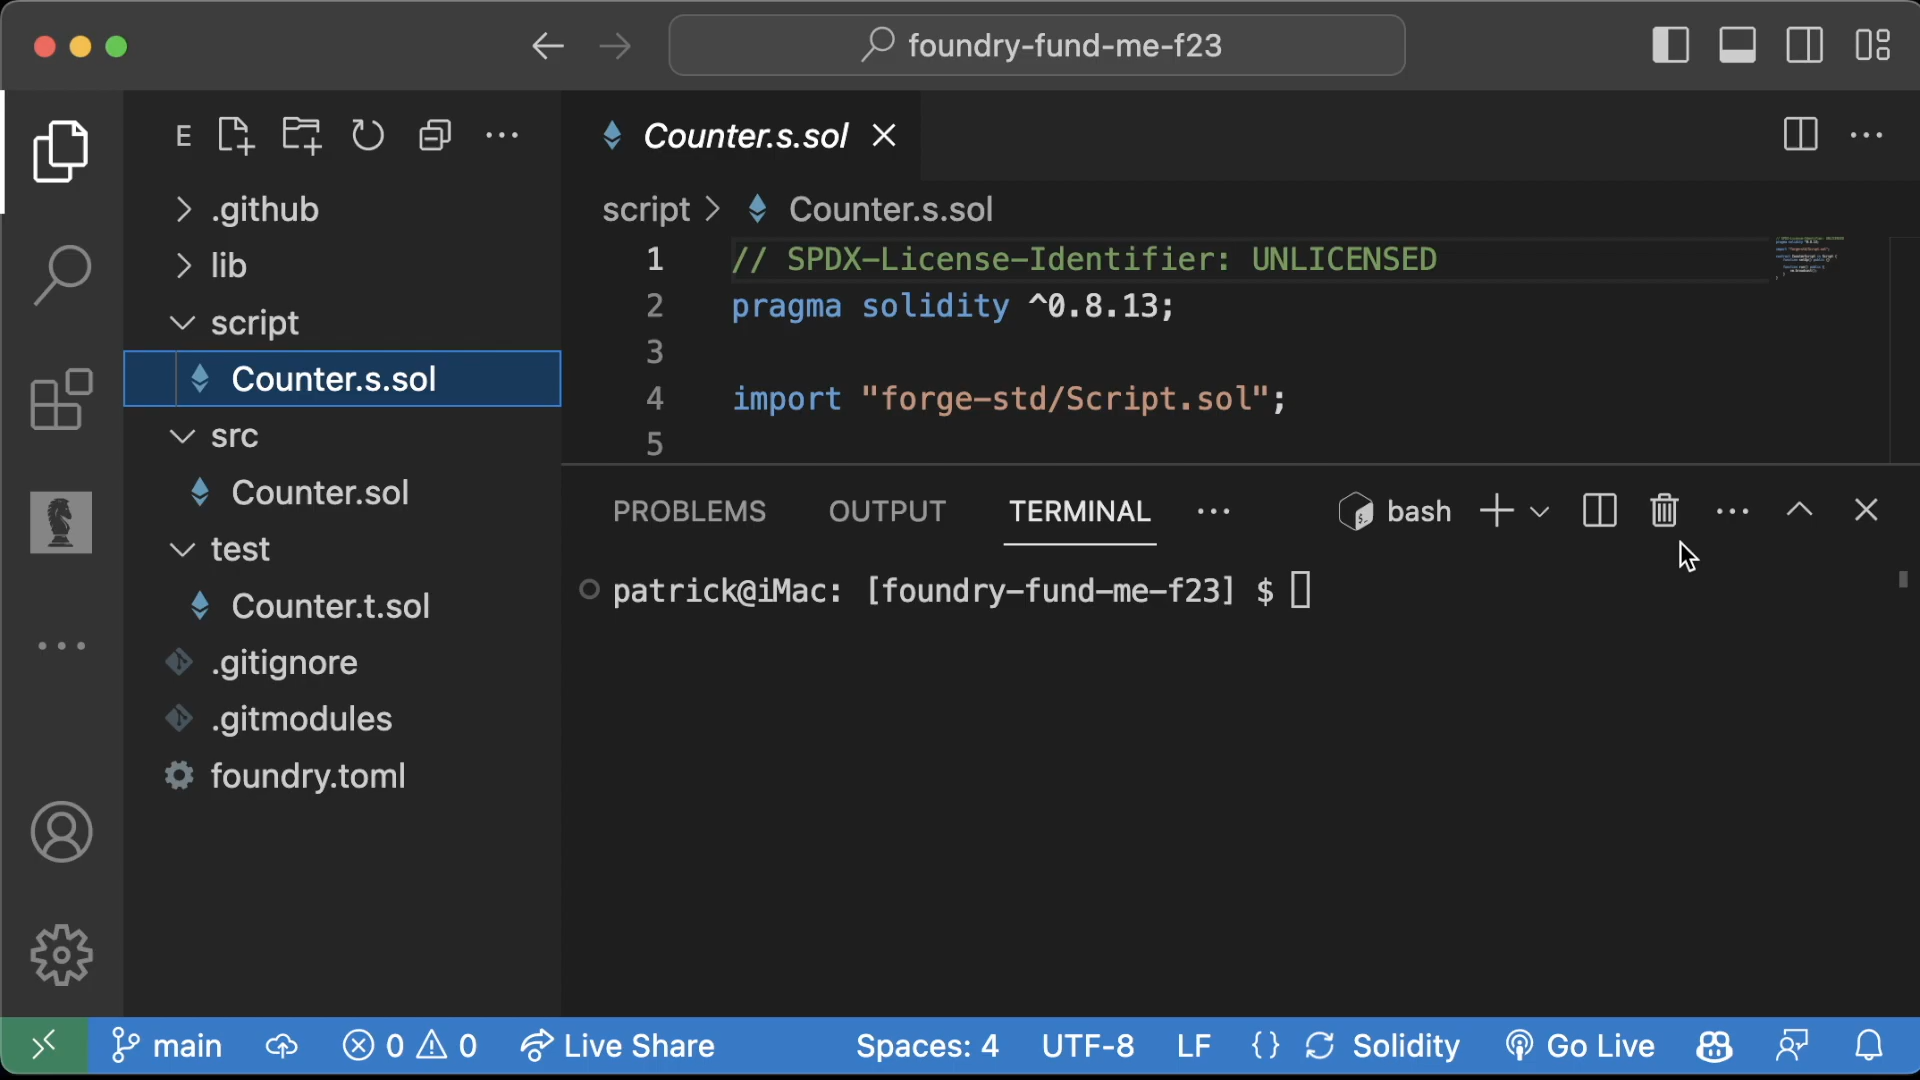 foundry-fund-me-f23
E
.github
lib
script
Counter.s.sol
src
Counter.sol
test
Counter.t.sol
.gitignore
.gitmodules
foundry.toml
Counter.s.sol
script > Counter.s.sol
1 // SPDX-License-Identifier: UNLICENSED
2 pragma solidity ^0.8.13;
3
4 import "forge-std/Script.sol";
5
PROBLEMS OUTPUT TERMINAL bash
patrick@iMac: [foundry-fund-me-f23] $
main 0 0 Live Share Spaces: 4 UTF-8 LF {} Solidity Go Live